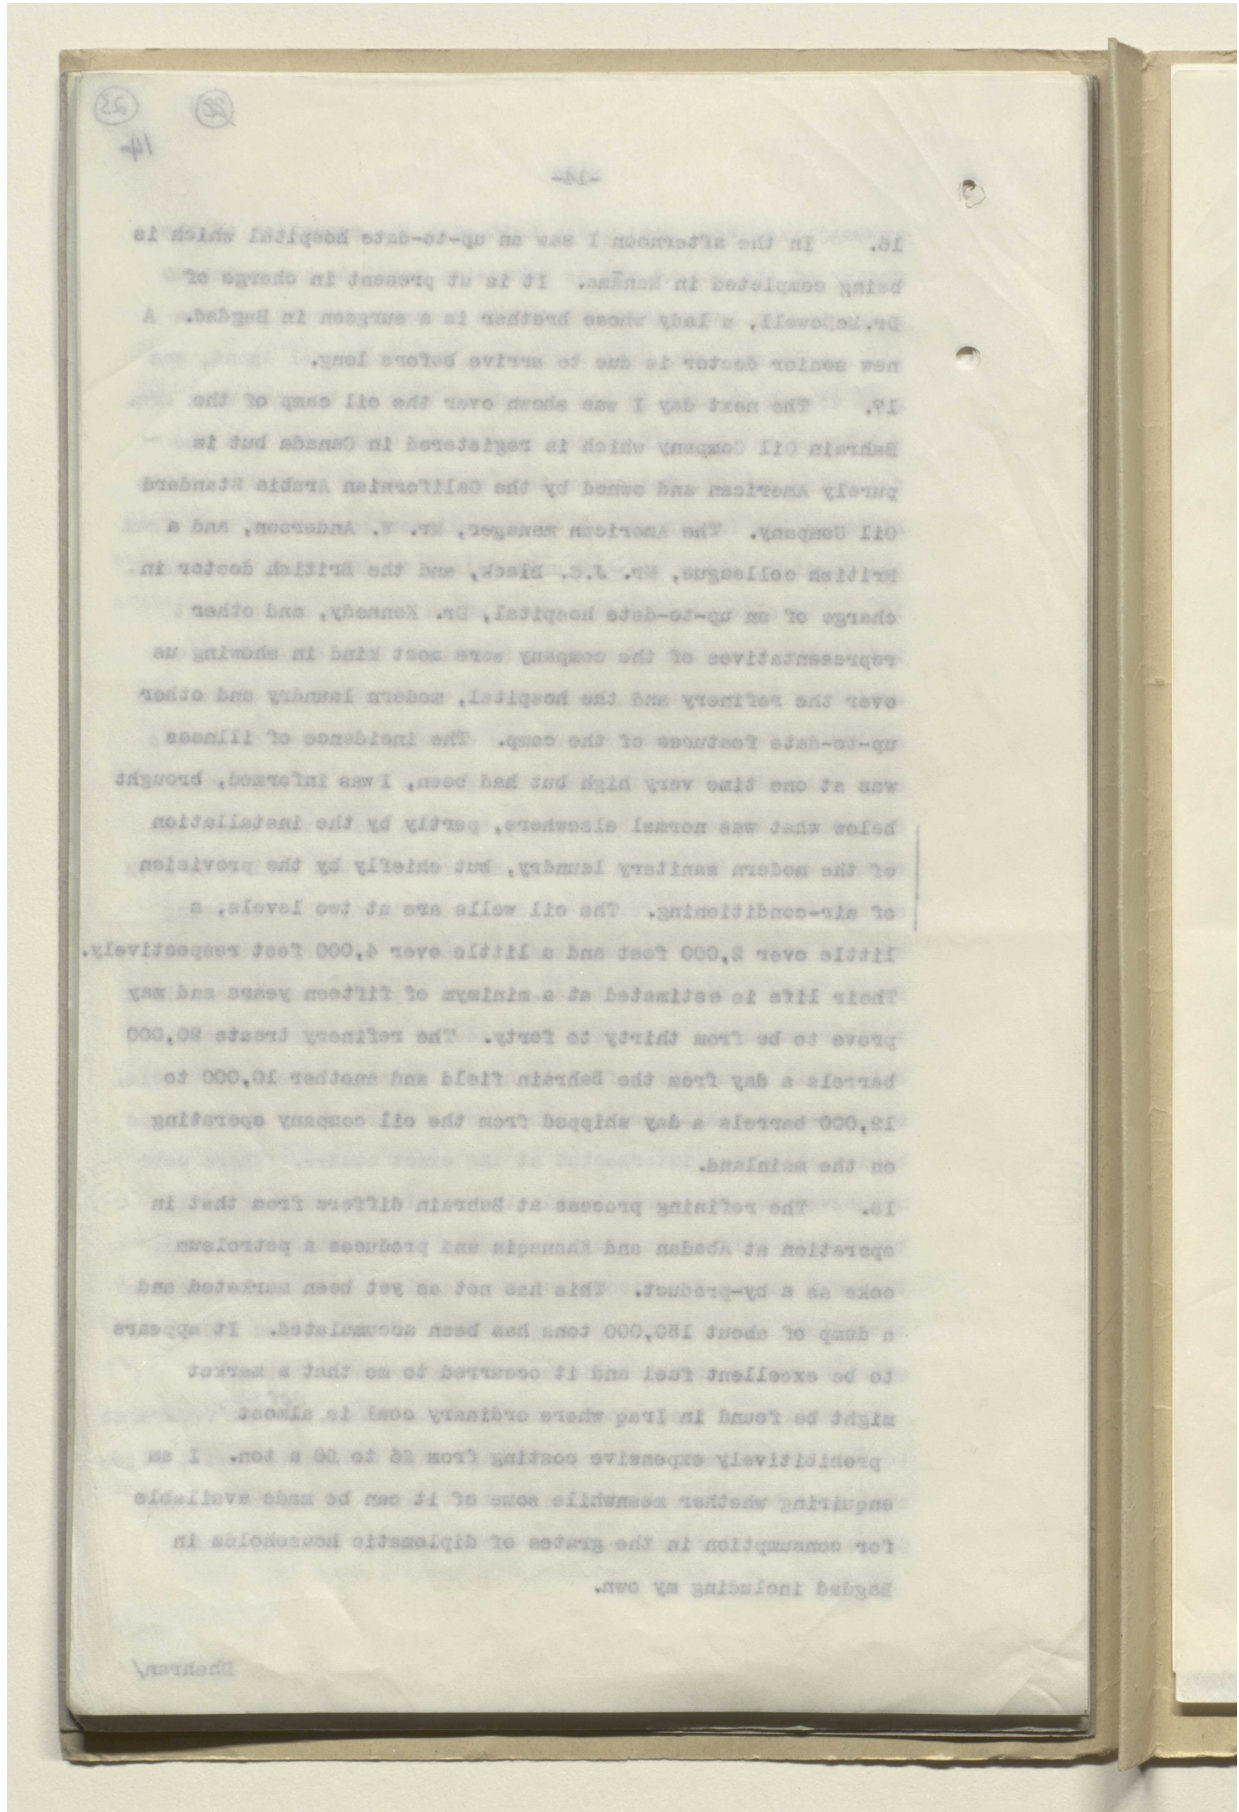 23 22
14-
-14-
16. In the afternoon I saw an up-to-date hospital which is
being completed in Manāma. It is at present in charge of
Dr.McDowell, a lady whose brother is a surgeon in Bagdad. A
new senior doctor is due to arrive before long.
17. The next day I was shown over the oil camp of the
Bahrain Oil Company which is registered in Canada but is
purely American and owned by the Californian Arabia Standard
Oil Company. The American manager, Mr. W. Anderson, and a
British colleague, Mr. J.S. Black, and the British doctor in
charge of an up-to-date hospital, Dr. Kennedy, and other
representatives of the company were most kind in showing us
over the refinery and the hospital, modern laundry and other
up-to-date features of the camp. The incidence of illness
was at one time very high but had been, I was informed, brought
below what was normal elsewhere, partly by the installation
of the modern sanitary laundry, but chiefly by the provision
of air-conditioning. The oil wells are at two levels, a
little over 2,000 feet and a little over 4,000 feet respectively.
Their life is estimated at a minimym of fifteen years and may
prove to be from thirty to forty. The refinery treats 20,000
barrels a day from the Bahrain field and another 10,000 to
12,000 barrels a day shipped from the oil company operating
on the mainland.
18. The refining process at Bahrain differs from that in
operation at Abadan and Khanaqin and produces a petroleum
coke as a by-product. This has not as yet been marketed and
a dump of about 150,000 tons has been accumulated. It appears
to be excellent fuel and it occurred to me that a market
might be found in Iraq where ordinary coal is almost
prohibitively expensive costing from £5 to £6 a ton. I am
enquiring whether meanwhile some of it can be made available
for consumption in the grates of diplomatic households in
Bagdad including my own.
Dhahran/